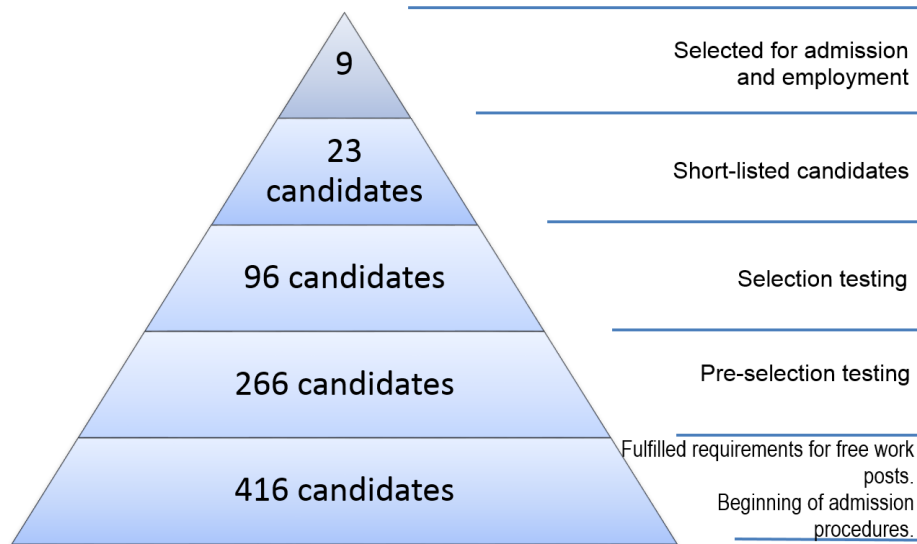 9
Selected for admission
and employment
23
candidates
Short-listed candidates
96 candidates
Selection testing
266 candidates
Pre-selection testing
416 candidates
Fulfilled requirements for free work
posts.
Beginning of admission
procedures.